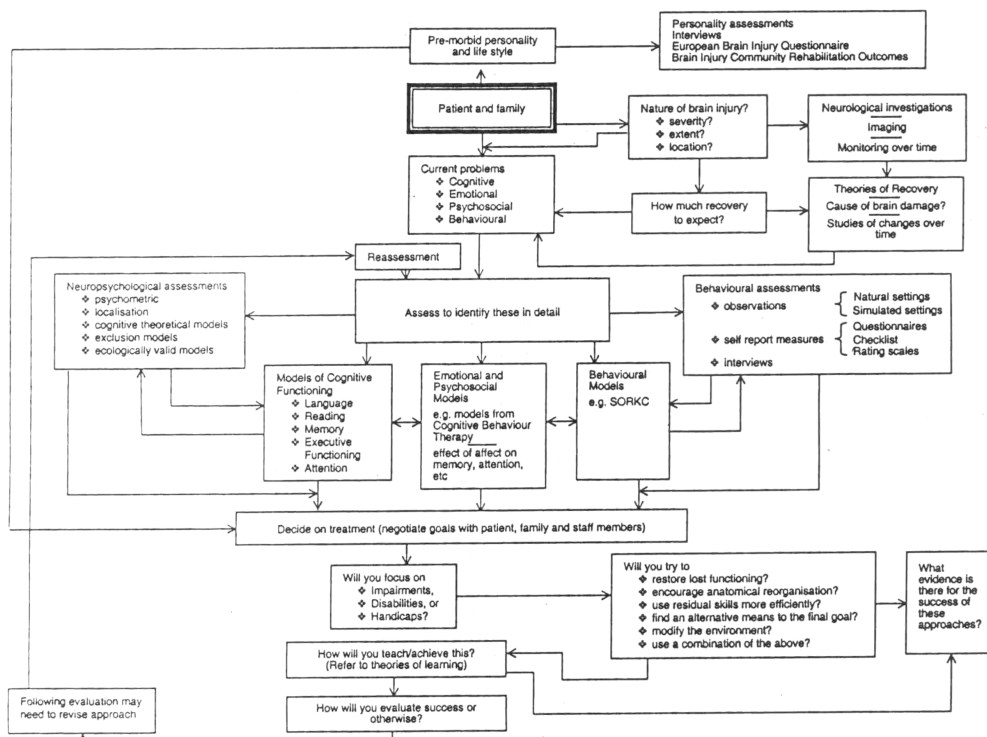 Personality assessments
Interviews
European Brain Injury Questionnaire
Brain Injury Community Rehabilitation Outcomes
Pre-morbid personality
and life style
Patient and family
Nature of brain injury?
❖ severity?
❖ extent?
❖ location?
Neurological investigations
Imaging
Monitoring over time
Current problems
❖ Cognitive
❖ Emotional
❖ Psychosocial
❖ Behavioural
How much recovery
to expect?
Theories of Recovery
Cause of brain damage?
Studies of changes over
time
Reassessment
Neuropsychological assessments
❖ psychometric
❖ localisation
❖ cognitive theoretical models
❖ exclusion models
❖ ecologically valid models
Assess to identify these in detail
Behavioural assessments
❖ observations
Natural settings
Simulated settings
❖ self report measures
Questionnaires
Checklist
Rating scales
❖ interviews
Models of Cognitive
Functioning
❖ Language
❖ Reading
❖ Memory
❖ Executive
Functioning
❖ Attention
Emotional and
Psychosocial
Models
e.g. models from
Cognitive Behaviour
Therapy
effect of affect on
memory, attention,
etc
Behavioural
Models
e.g. SORKC
Decide on treatment (negotiate goals with patient, family and staff members)
Will you focus on
❖ Impairments,
❖ Disabilities, or
❖ Handicaps?
Will you try to
❖ restore lost functioning?
❖ encourage anatomical reorganisation?
❖ use residual skills more efficiently?
❖ find an alternative means to the final goal?
❖ modify the environment?
❖ use a combination of the above?
What
evidence is
there for the
success of
these
approaches?
How will you teach/achieve this?
(Refer to theories of learning)
Following evaluation may
need to revise approach
How will you evaluate success or
otherwise?